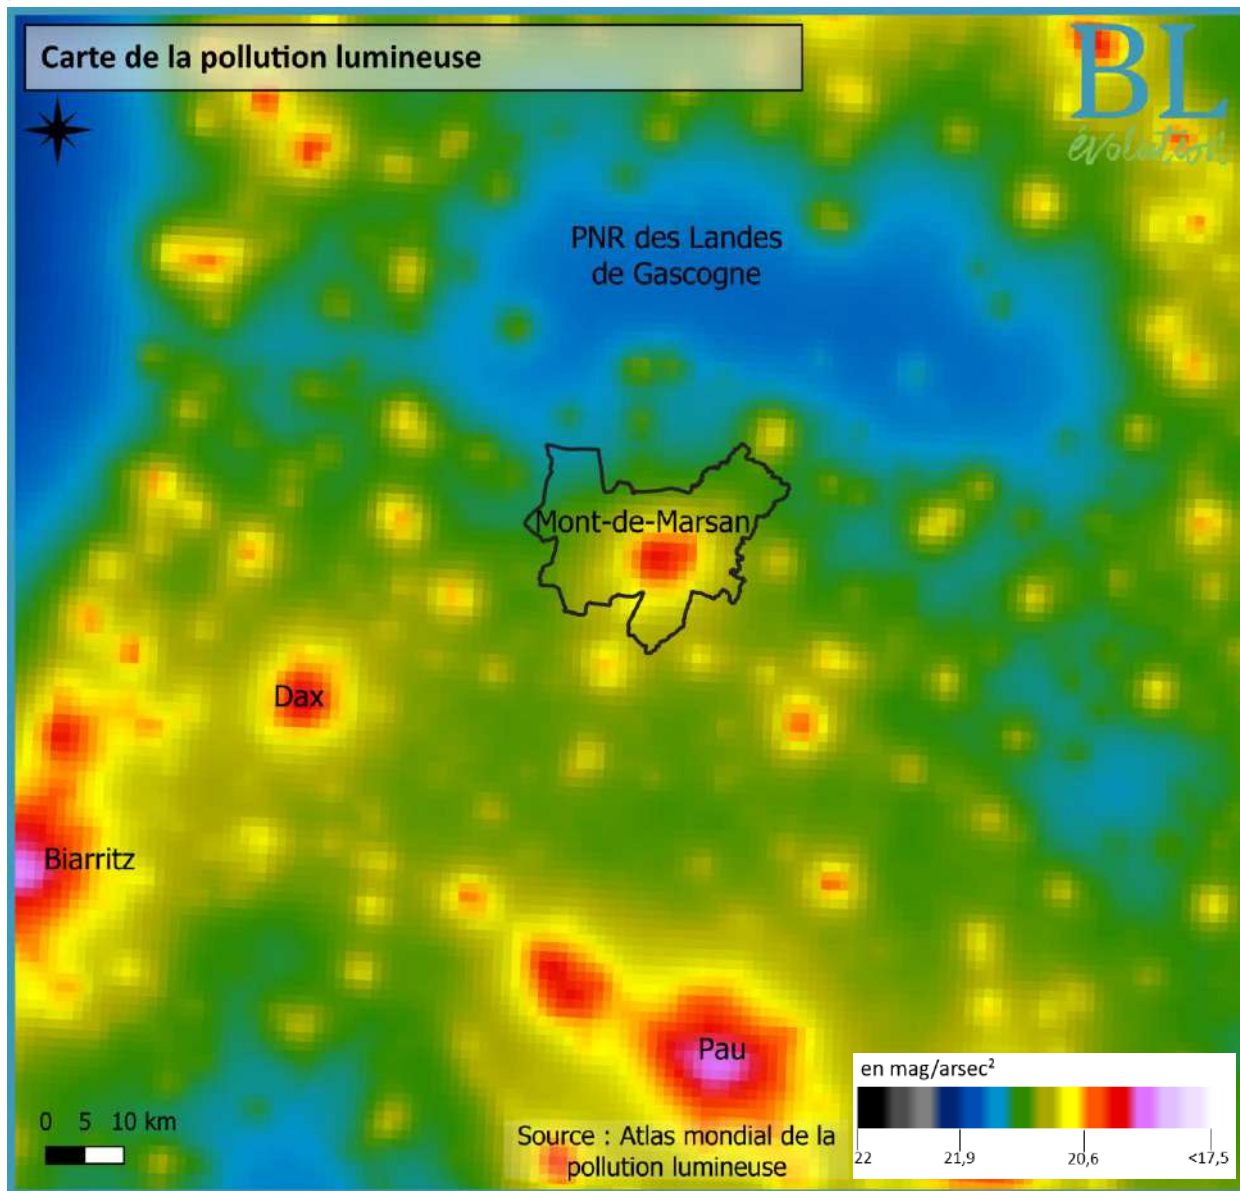 Carte de la pollution lumineuse
BL
évolution
PNR des Landes
de Gascogne
Mont-de-Marsan
Dax
Biarritz
Pau
en mag/arsec²
0 5 10 km
Source : Atlas mondial de la
pollution lumineuse
22 21,9 20,6 <17,5